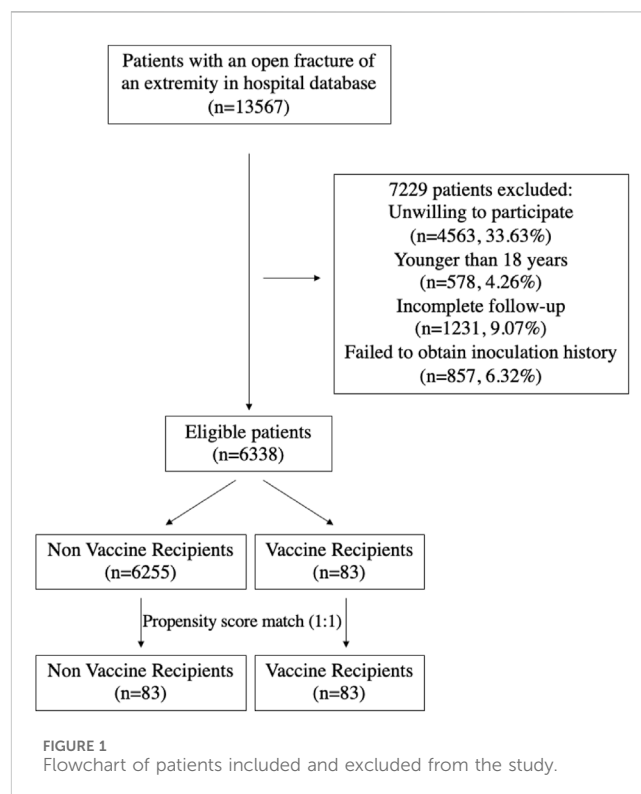 Patients with an open fracture of
an extremity in hospital database
(n=13567)
7229 patients excluded:
Unwilling to participate
(n=4563, 33.63%)
Younger than 18 years
(n=578, 4.26%)
Incomplete follow-up
(n=1231, 9.07%)
Failed to obtain inoculation history
(n=857, 6.32%)
Eligible patients
(n=6338)
Non Vaccine Recipients
(n=6255)
Vaccine Recipients
(n=83)
Propensity score match (1:1)
Non Vaccine Recipients
(n=83)
Vaccine Recipients
(n=83)
FIGURE 1
Flowchart of patients included and excluded from the study.